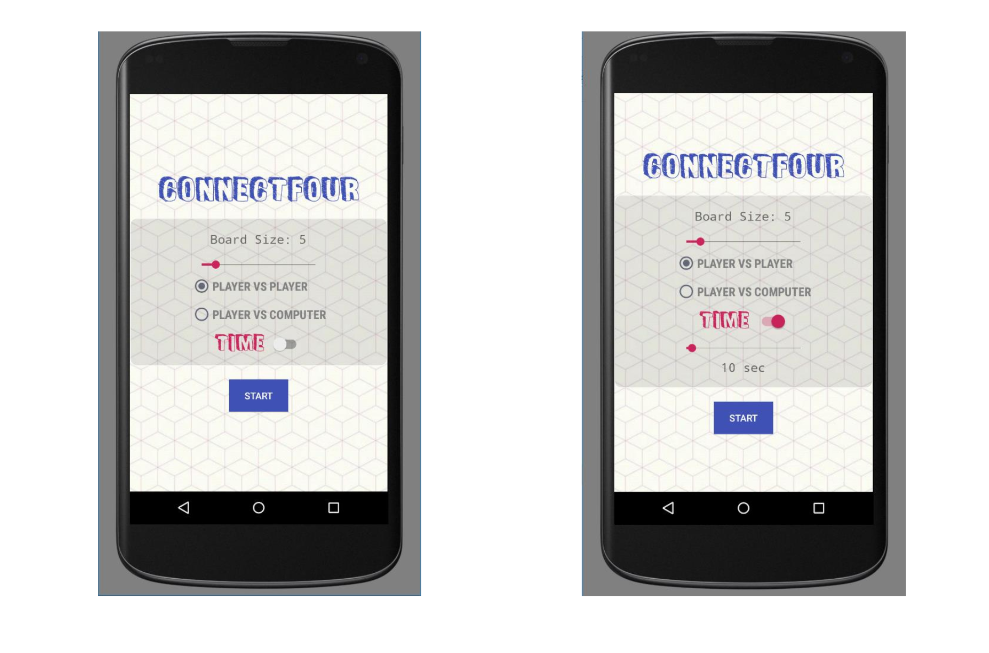 CONNECTFOUR
Board Size: 5
PLAYER VS PLAYER
PLAYER VS COMPUTER
TIME
START
CONNECTFOUR
Board Size: 5
PLAYER VS PLAYER
PLAYER VS COMPUTER
TIME
10 sec
START